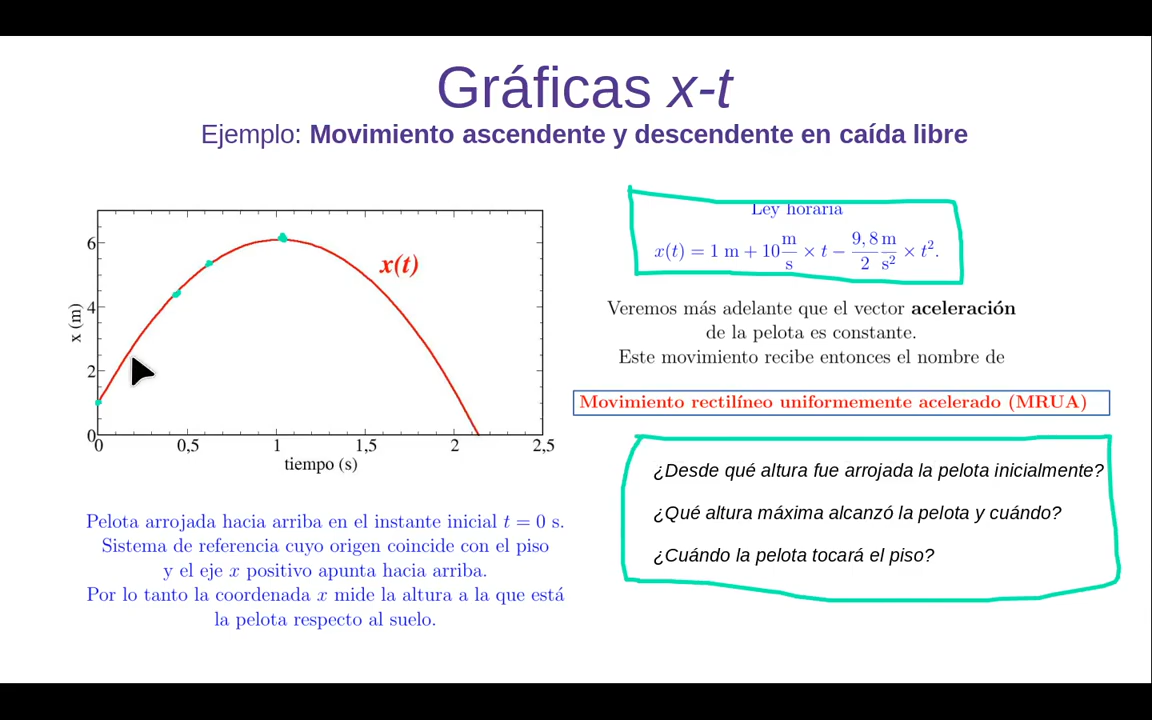 Gráficas x-t
Ejemplo: Movimiento ascendente y descendente en caída libre
x (m)
6
4
2
0
0
0,5
1
1,5
2
2,5
tiempo (s)
x(t)
Pelota arrojada hacia arriba en el instante inicial t = 0 s.
Sistema de referencia cuyo origen coincide con el piso
y el eje x positivo apunta hacia arriba.
Por lo tanto la coordenada x mide la altura a la que está
la pelota respecto al suelo.
Ley horaria
x(t) = 1 m + 10 m/s × t − 9,8/2 m/s² × t².
Veremos más adelante que el vector aceleración
de la pelota es constante.
Este movimiento recibe entonces el nombre de
Movimiento rectilíneo uniformemente acelerado (MRUA)
¿Desde qué altura fue arrojada la pelota inicialmente?
¿Qué altura máxima alcanzó la pelota y cuándo?
¿Cuándo la pelota tocará el piso?